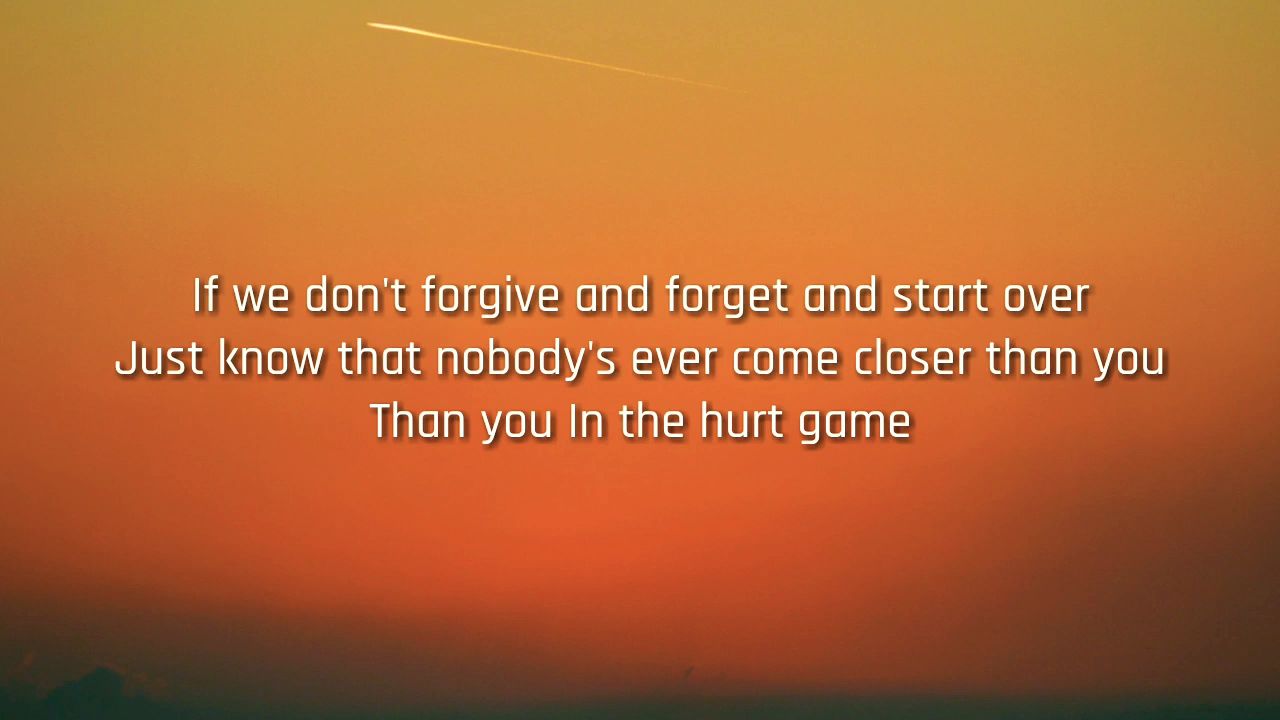 If we don't forgive and forget and start over
Just know that nobody's ever come closer than you
Than you In the hurt game